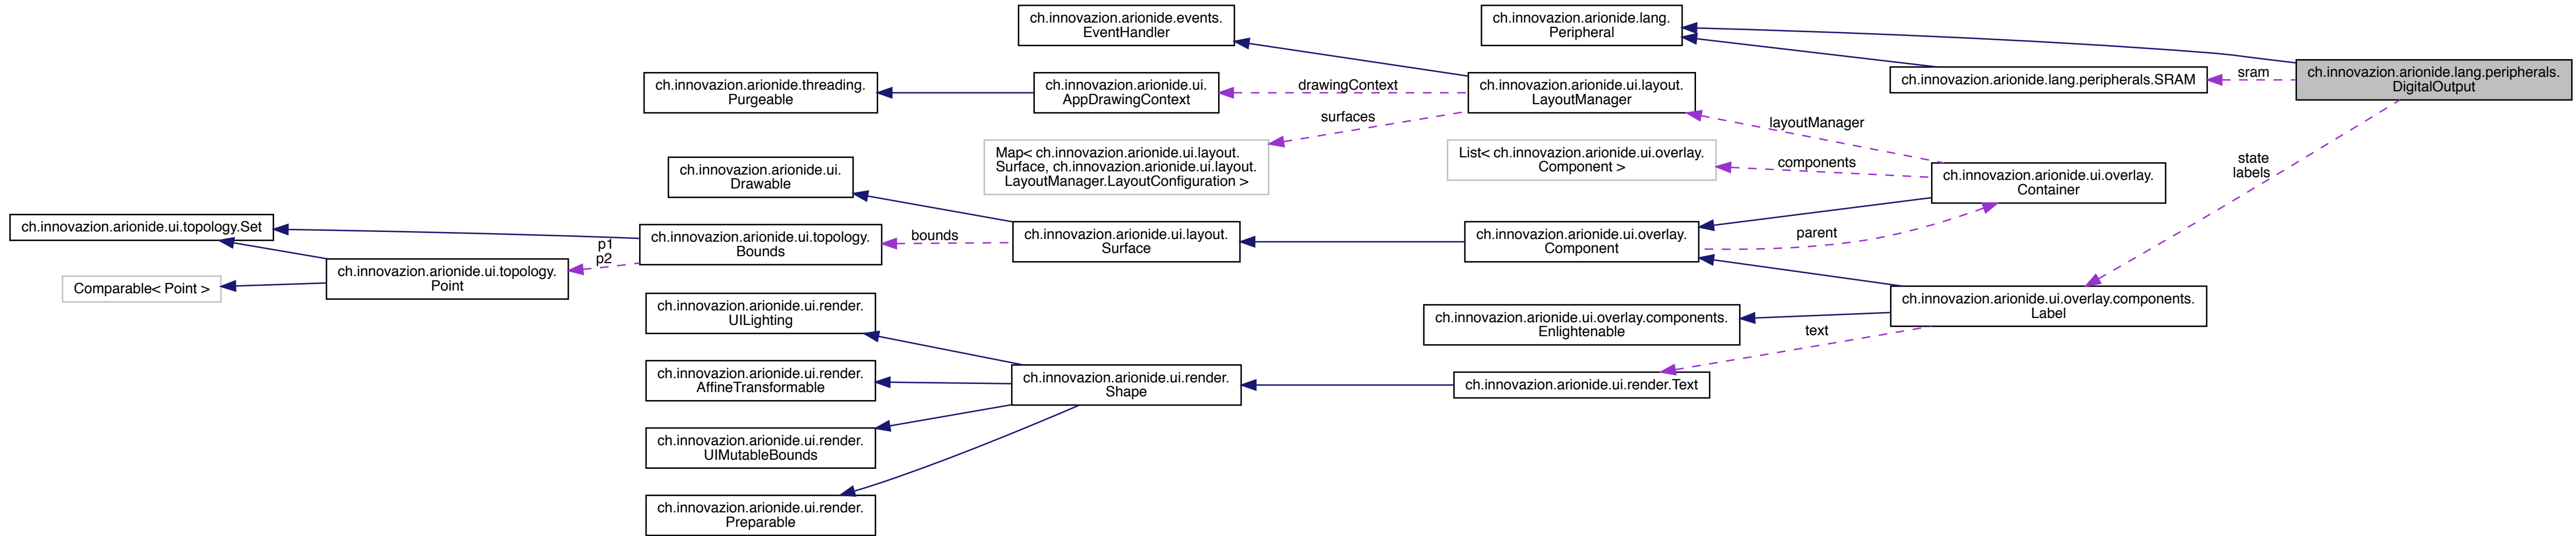 ch.innovazion.arionide.events.
EventHandler
ch.innovazion.arionide.lang.
Peripheral
ch.innovazion.arionide.threading.
Purgeable
ch.innovazion.arionide.ui.
AppDrawingContext
drawingContext
ch.innovazion.arionide.ui.layout.
LayoutManager
ch.innovazion.arionide.lang.peripherals.SRAM
sram
ch.innovazion.arionide.lang.peripherals.
DigitalOutput
surfaces
layoutManager
Map< ch.innovazion.arionide.ui.layout.
Surface, ch.innovazion.arionide.ui.layout.
LayoutManager.LayoutConfiguration >
List< ch.innovazion.arionide.ui.overlay.
Component >
components
ch.innovazion.arionide.ui.overlay.
Container
state
labels
ch.innovazion.arionide.ui.
Drawable
ch.innovazion.arionide.ui.topology.Set
p1
p2
ch.innovazion.arionide.ui.topology.
Bounds
bounds
ch.innovazion.arionide.ui.layout.
Surface
ch.innovazion.arionide.ui.overlay.
Component
parent
Comparable< Point >
ch.innovazion.arionide.ui.topology.
Point
ch.innovazion.arionide.ui.render.
UILighting
ch.innovazion.arionide.ui.overlay.components.
Enlightenable
ch.innovazion.arionide.ui.overlay.components.
Label
text
ch.innovazion.arionide.ui.render.
AffineTransformable
ch.innovazion.arionide.ui.render.
Shape
ch.innovazion.arionide.ui.render.Text
ch.innovazion.arionide.ui.render.
UIMutableBounds
ch.innovazion.arionide.ui.render.
Preparable